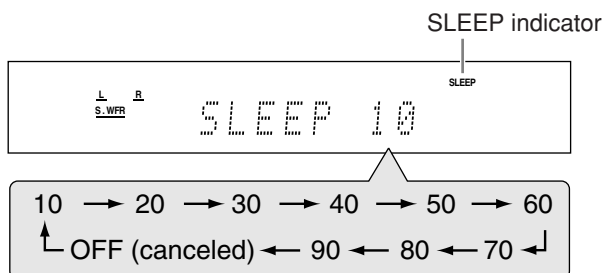 SLEEP indicator
SLEEP
L R
S.WFR
SLEEP 10
10 → 20 → 30 → 40 → 50 → 60
OFF (canceled) ← 90 ← 80 ← 70